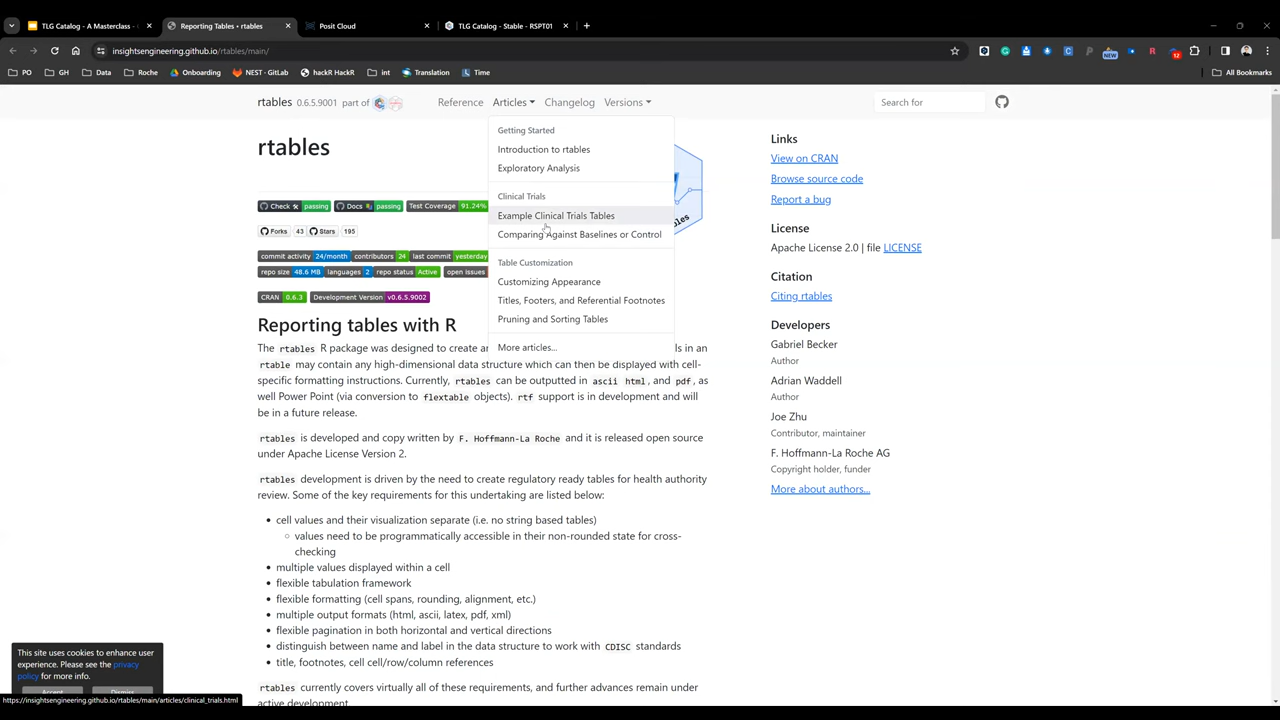 TLG Catalog - A Masterclass -
Reporting Tables • rtables
Posit Cloud
TLG Catalog - Stable - RSPT01
insightsengineering.github.io/rtables/main/
NEW
12
PO
GH
Data
Roche
Onboarding
NEST - GitLab
hackR HackR
int
Translation
Time
All Bookmarks
rtables 0.6.5.9001 part of
Reference
Articles
Changelog
Versions
Search for
Getting Started
Introduction to rtables
Exploratory Analysis
Clinical Trials
Example Clinical Trials Tables
Comparing Against Baselines or Control
Table Customization
Customizing Appearance
Titles, Footers, and Referential Footnotes
Pruning and Sorting Tables
More articles...
rtables
Check passing Docs passing Test Coverage 91.24%
Forks 43 Stars 195
commit activity 24/month contributors 24 last commit yesterday
repo size 48.6 MB languages 2 repo status Active open issues
CRAN 0.6.3 Development Version v0.6.5.9002
Reporting tables with R
The rtables R package was designed to create an
ls in an
rtable may contain any high-dimensional data structure which can then be displayed with cell-
specific formatting instructions. Currently, rtables can be outputted in ascii html, and pdf, as
well Power Point (via conversion to flextable objects). rtf support is in development and will
be in a future release.
rtables is developed and copy written by F. Hoffmann-La Roche and it is released open source
under Apache License Version 2.
rtables development is driven by the need to create regulatory ready tables for health authority
review. Some of the key requirements for this undertaking are listed below:
• cell values and their visualization separate (i.e. no string based tables)
◦ values need to be programmatically accessible in their non-rounded state for cross-
checking
• multiple values displayed within a cell
• flexible tabulation framework
• flexible formatting (cell spans, rounding, alignment, etc.)
• multiple output formats (html, ascii, latex, pdf, xml)
• flexible pagination in both horizontal and vertical directions
• distinguish between name and label in the data structure to work with CDISC standards
• title, footnotes, cell cell/row/column references
rtables currently covers virtually all of these requirements, and further advances remain under
active development.
Links
View on CRAN
Browse source code
Report a bug
License
Apache License 2.0 | file LICENSE
Citation
Citing rtables
Developers
Gabriel Becker
Author
Adrian Waddell
Author
Joe Zhu
Contributor, maintainer
F. Hoffmann-La Roche AG
Copyright holder, funder
More about authors...
This site uses cookies to enhance user
experience. Please see the privacy
policy for more info.
Accept
Dismiss
https://insightsengineering.github.io/rtables/main/articles/clinical_trials.html